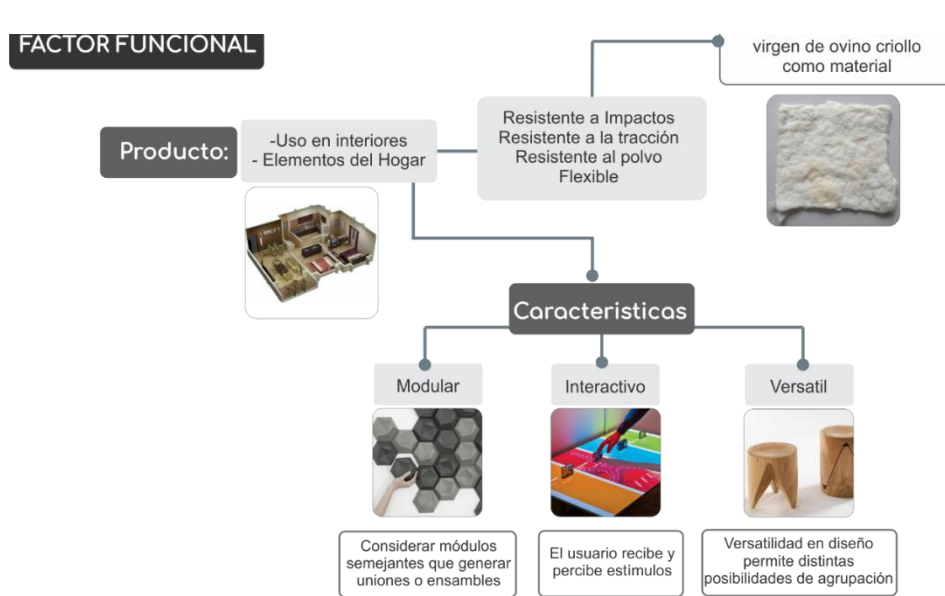 FACTOR FUNCIONAL
virgen de ovino criollo
como material
Producto:
-Uso en interiores
- Elementos del Hogar
Resistente a Impactos
Resistente a la tracción
Resistente al polvo
Flexible
Caracteristicas
Modular
Interactivo
Versatil
Considerar módulos
semejantes que generar
uniones o ensambles
El usuario recibe y
percibe estímulos
Versatilidad en diseño
permite distintas
posibilidades de agrupación